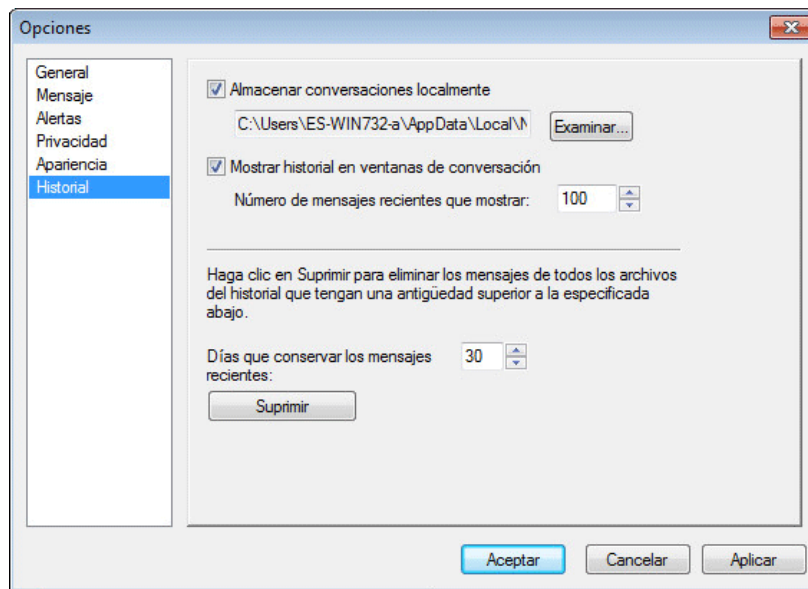 Opciones
General
Mensaje
Alertas
Privacidad
Apariencia
Historial
Almacenar conversaciones localmente
C:\Users\ES-WIN732-a\AppData\Local\
Examinar...
Mostrar historial en ventanas de conversación
Número de mensajes recientes que mostrar:
100
Haga clic en Suprimir para eliminar los mensajes de todos los archivos
del historial que tengan una antigüedad superior a la especificada
abajo.
Días que conservar los mensajes
recientes:
30
Suprimir
Aceptar
Cancelar
Aplicar